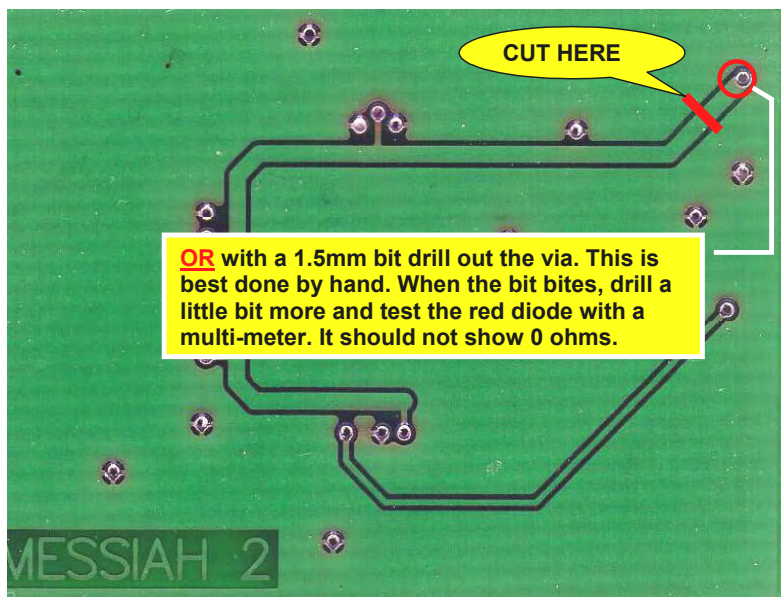 CUT HERE
OR with a 1.5mm bit drill out the via. This is
best done by hand. When the bit bites, drill a
little bit more and test the red diode with a
multi-meter. It should not show 0 ohms.
MESSIAH 2